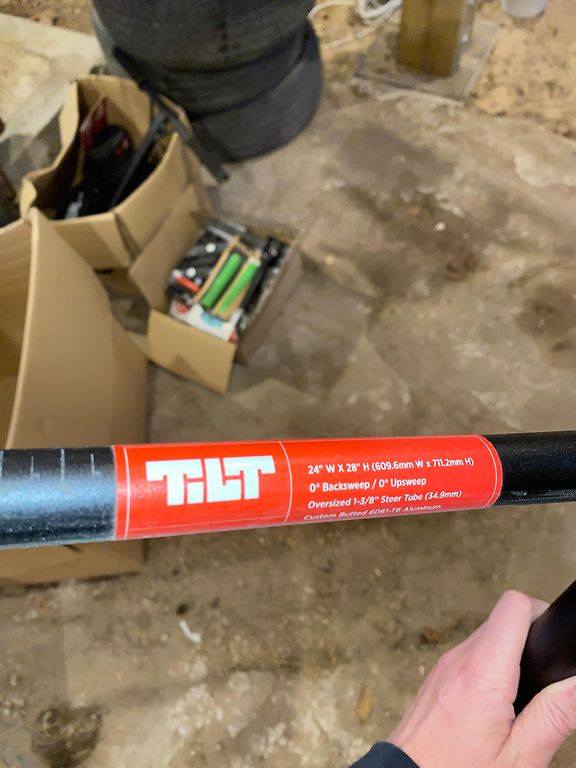 TILT
24" W X 28" H (609.6mm W x 711.2mm H)
0° Backsweep / 0° Upsweep
Oversized 1-3/8" Steer Tube (34.9mm)
Custom Butted 6061-T6 Aluminum